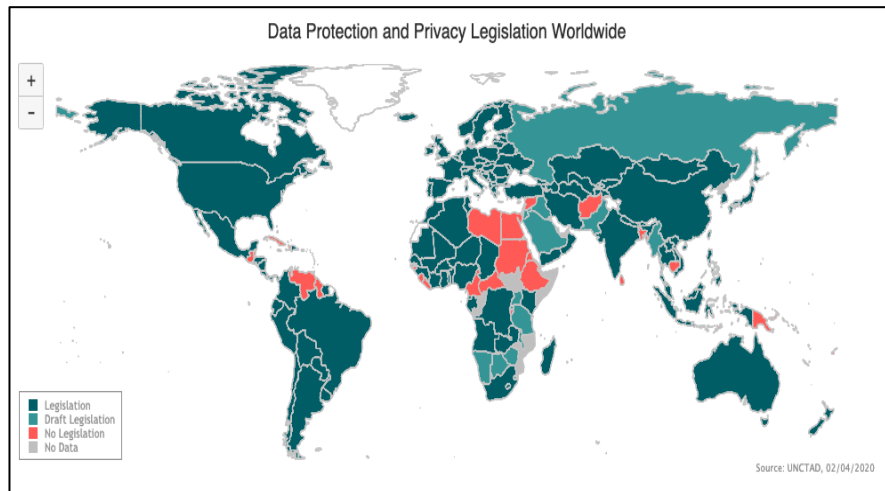 Data Protection and Privacy Legislation Worldwide
+
-
Legislation
Draft Legislation
No Legislation
No Data
Source: UNCTAD, 02/04/2020